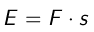 E = F · s